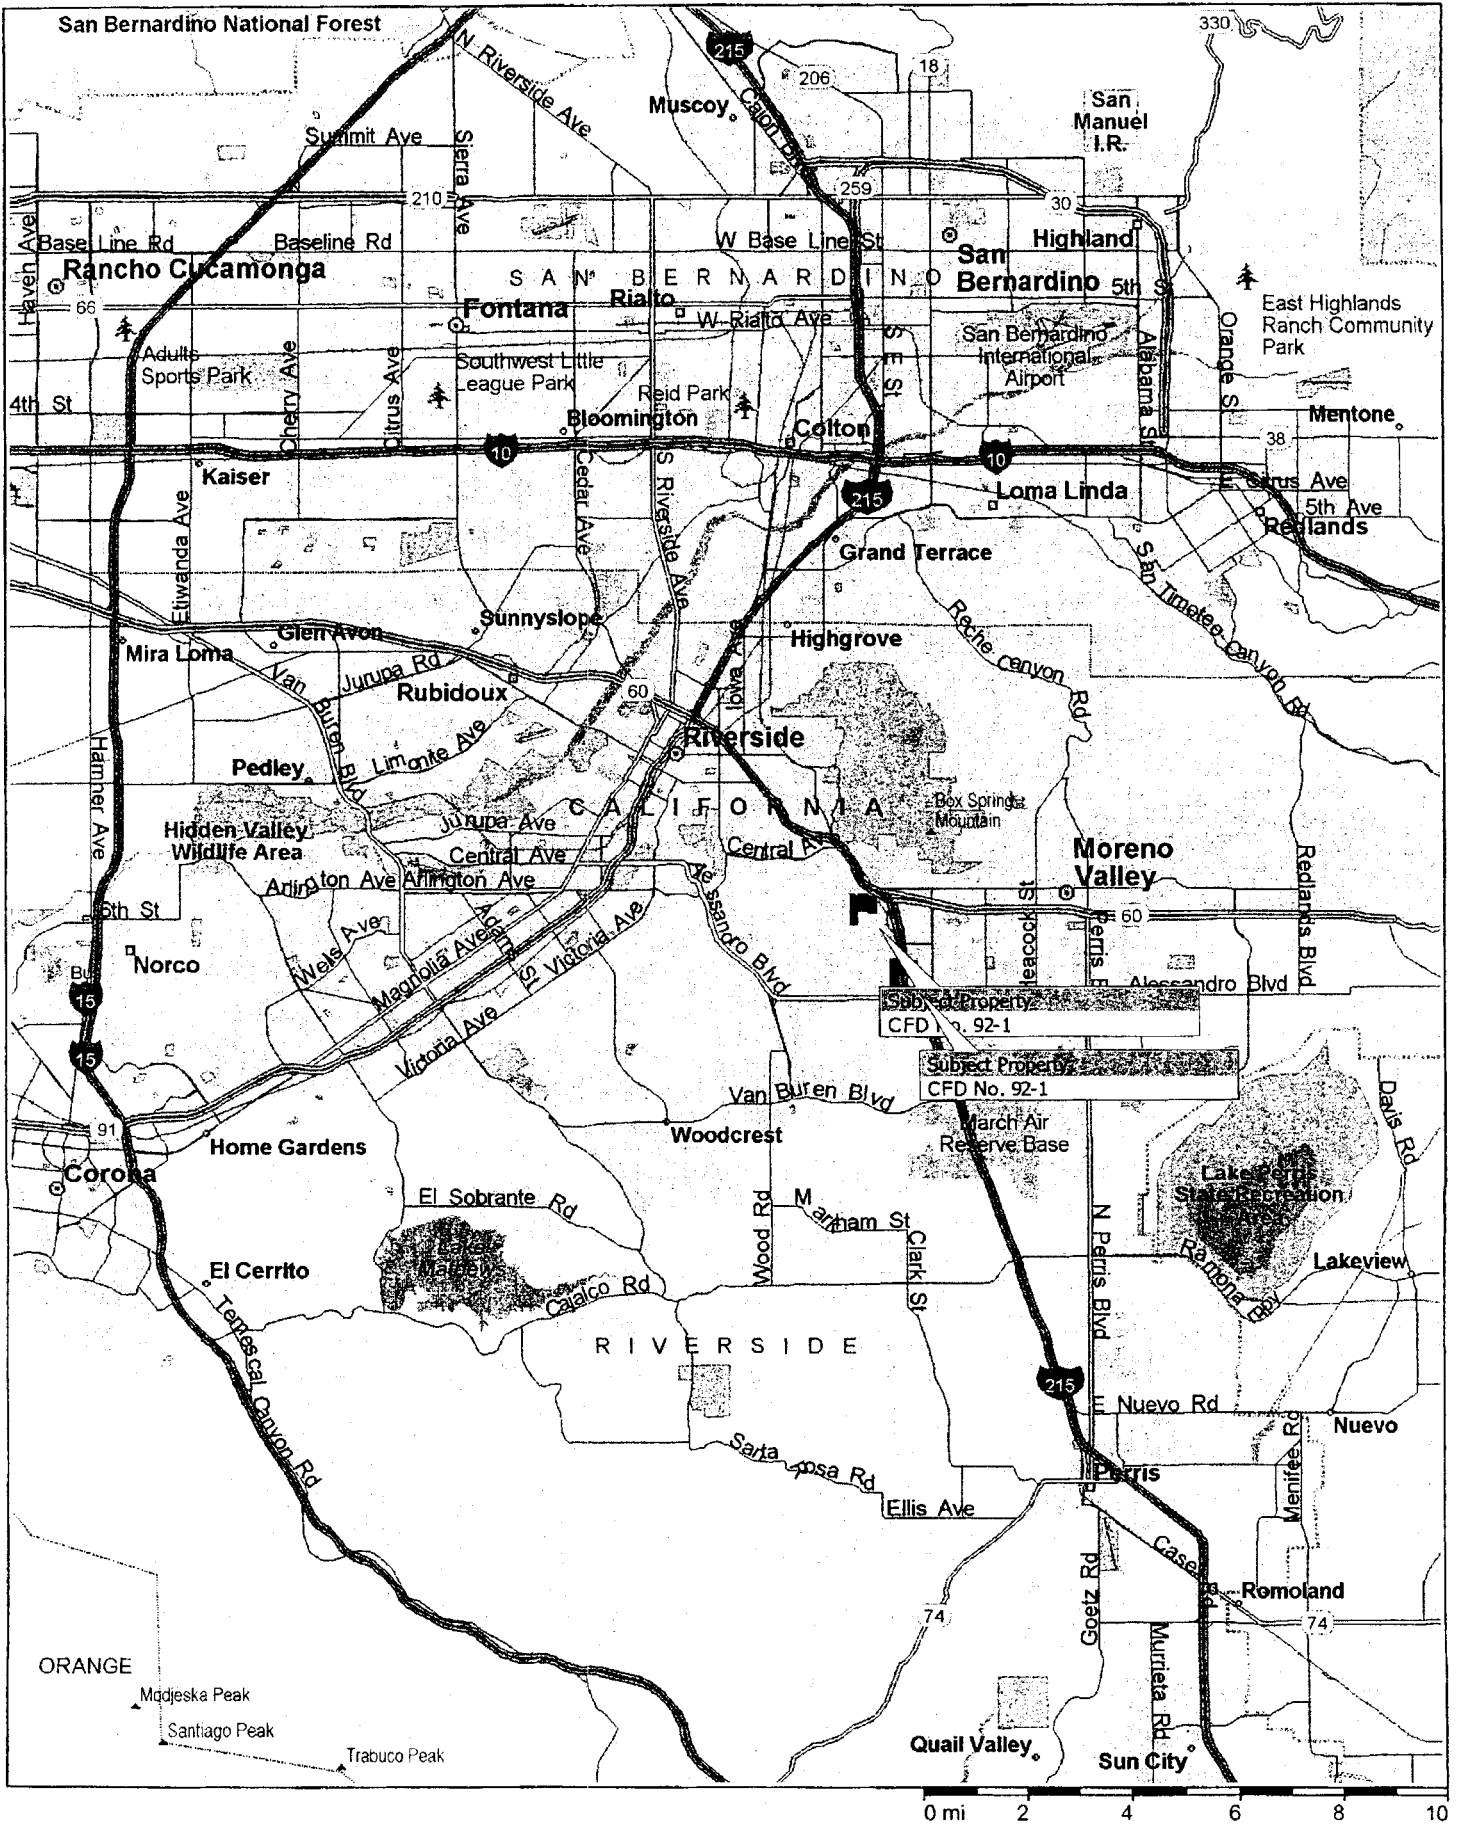 San Bernardino National Forest
N Riverside Ave
215
330
206
18
Muscoy
Cajon Blvd
San
Manuel
I.R.
Summit Ave
Sierra Ave
210
259
30
Haven Ave
Base Line Rd
Baseline Rd
W Base Line St
San
Bernardino
Highland
Rancho Cucamonga
SAN BERNARDINO
5th St
66
Fontana
Rialto
W Rialto Ave
East Highlands
Ranch Community
Park
Adults
Sports Park
Cherry Ave
Citrus Ave
Southwest Little
League Park
Reid Park
S E St
San Bernardino
International
Airport
Alabama St
Orange St
4th St
Bloomington
Colton
Mentone
38
10
10
Kaiser
Cedar Ave
S Riverside Ave
215
Loma Linda
Citrus Ave
5th Ave
Redlands
Etiwanda Ave
Grand Terrace
San Timeteo Canyon Rd
Reche Canyon Rd
Sunnyslope
Glen Avon
Mira Loma
Highgrove
Iowa Ave
Van Buren Blvd
Jurupa Rd
Rubidoux
60
Riverside
Limonite Ave
Pedley
Hamner Ave
CALIFORNIA
Box Springs
Mountain
Hidden Valley
Wildlife Area
Jurupa Ave
Central Ave
Central Ave
Moreno
Valley
Arlington Ave
Arlington Ave
Alessandro Blvd
Redlands Blvd
6th St
Adams St
Heacock St
60
Norco
Wells Ave
Magnolia Ave
Victoria Ave
Perris
Alessandro Blvd
15
Subject Property
CFD No. 92-1
15
Victoria Ave
Subject Property
CFD No. 92-1
Van Buren Blvd
Davis Rd
91
Home Gardens
Woodcrest
March Air
Reserve Base
Corona
Lake Perris
State Recreation
Area
El Sobrante Rd
Wood Rd
Markham St
Clark St
N Perris Blvd
Lake
Mathews
Ramona Expy
Lakeview
El Cerrito
Cajalco Rd
Temescal Canyon Rd
RIVERSIDE
215
E Nuevo Rd
Nuevo
Menifee Rd
Santa Rosa Rd
Perris
Ellis Ave
Case Rd
Goetz Rd
Romoland
74
74
Murrieta Rd
ORANGE
Modjeska Peak
Santiago Peak
Trabuco Peak
Quail Valley
Sun City
0 mi 2 4 6 8 10